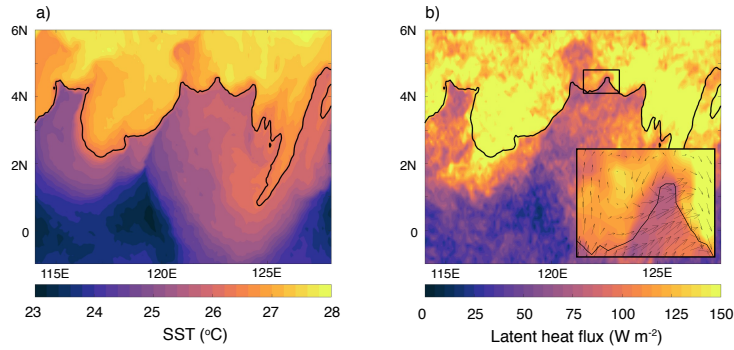 a)
6N
4N
2N
0
115E 120E 125E
23 24 25 26 27 28
SST (°C)
b)
6N
4N
2N
0
115E 120E 125E
0 25 50 75 100 125 150
Latent heat flux (W m⁻²)